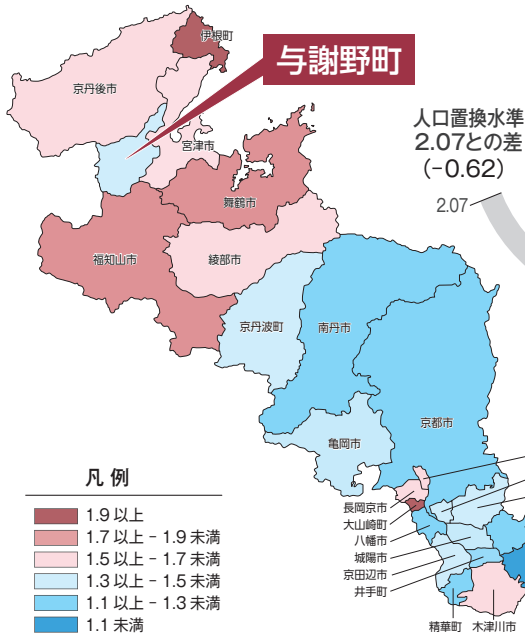 伊根町
京丹後市
与謝野町
宮津市
人口置換水準
2.07との差
(-0.62)
2.07
舞鶴市
福知山市
綾部市
京丹波町
南丹市
京都市
亀岡市
凡 例
1.9 以上
1.7 以上 - 1.9 未満
1.5 以上 - 1.7 未満
1.3 以上 - 1.5 未満
1.1 以上 - 1.3 未満
1.1 未満
長岡京市
大山崎町
八幡市
城陽市
京田辺市
井手町
精華町
木津川市